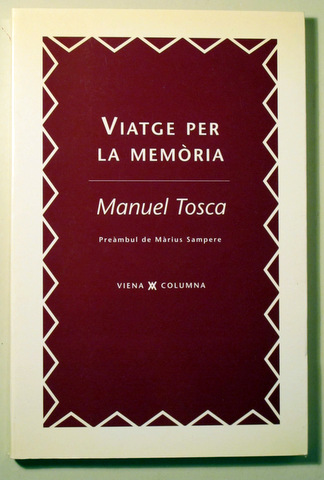 VIATGE PER
LA MEMÒRIA
Manuel Tosca
Preàmbul de Màrius Sampere
VIENA COLUMNA